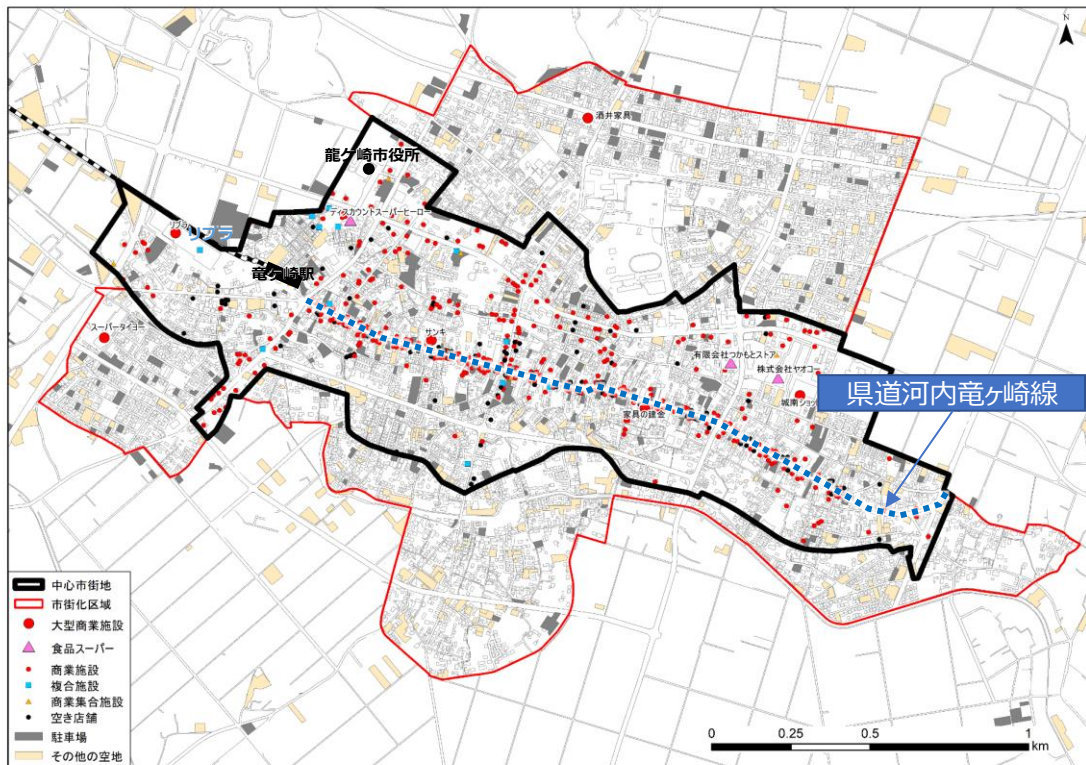 N
酒井家具
龍ケ崎市役所
ディスカウントスーパーヒーロー
リブラ
竜ケ崎駅
スーパータイヨー
サンキ
有限会社つかもとストア
株式会社ヤオコー
城南ショッ
県道河内竜ヶ崎線
中心市街地
市街化区域
大型商業施設
食品スーパー
商業施設
複合施設
商業集合施設
空き店舗
駐車場
その他の空地
0 0.25 0.5 1
km